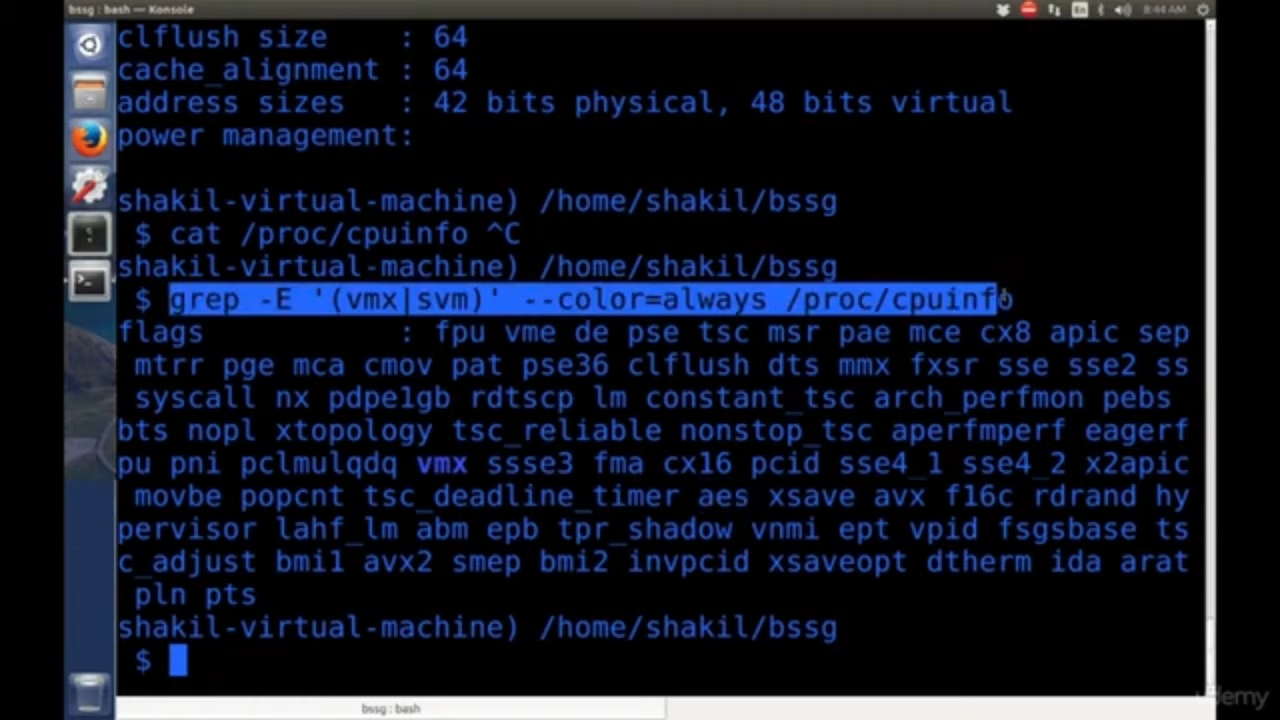 bssg : bash — Konsole
En
8:44 AM
clflush size    : 64
cache_alignment : 64
address sizes   : 42 bits physical, 48 bits virtual
power management:
shakil-virtual-machine) /home/shakil/bssg
$ cat /proc/cpuinfo ^C
shakil-virtual-machine) /home/shakil/bssg
$ grep -E '(vmx|svm)' --color=always /proc/cpuinfo
flags           : fpu vme de pse tsc msr pae mce cx8 apic sep
mtrr pge mca cmov pat pse36 clflush dts mmx fxsr sse sse2 ss
syscall nx pdpe1gb rdtscp lm constant_tsc arch_perfmon pebs
bts nopl xtopology tsc_reliable nonstop_tsc aperfmperf eagerf
pu pni pclmulqdq vmx ssse3 fma cx16 pcid sse4_1 sse4_2 x2apic
movbe popcnt tsc_deadline_timer aes xsave avx f16c rdrand hy
pervisor lahf_lm abm epb tpr_shadow vnmi ept vpid fsgsbase ts
c_adjust bmi1 avx2 smep bmi2 invpcid xsaveopt dtherm ida arat
pln pts
shakil-virtual-machine) /home/shakil/bssg
$
bssg : bash
udemy